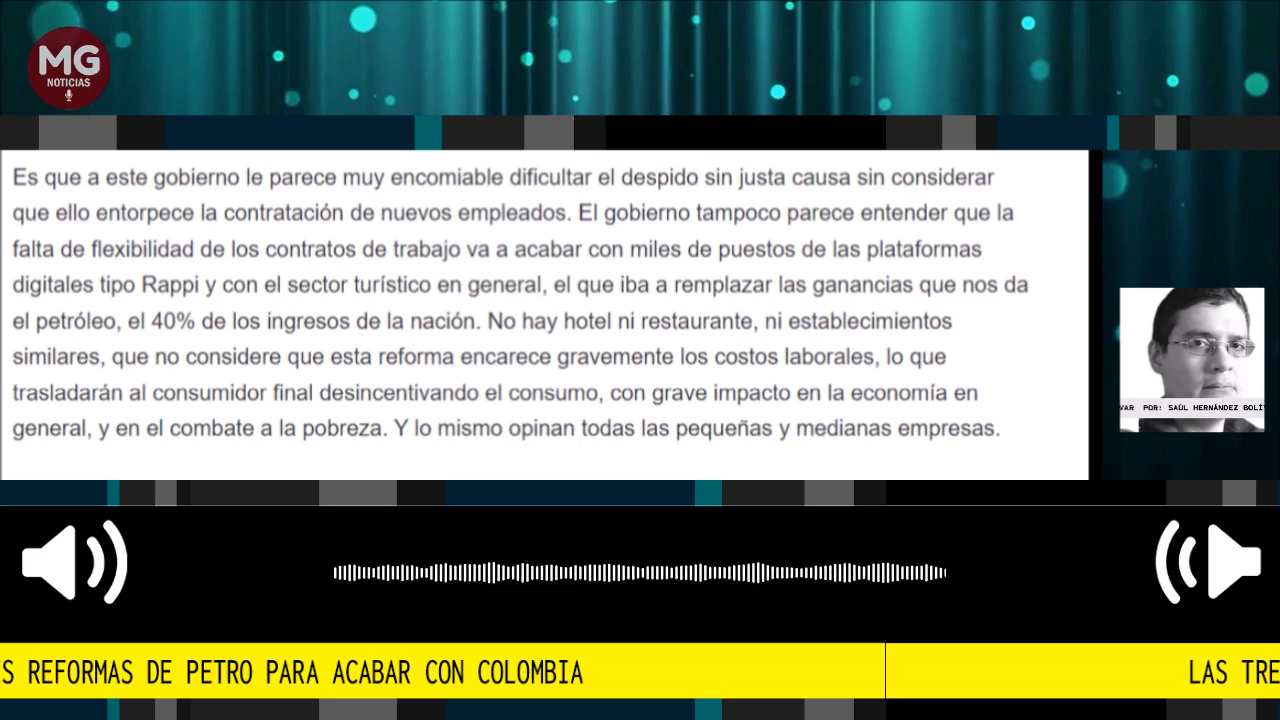 MG
NOTICIAS
Es que a este gobierno le parece muy encomiable dificultar el despido sin justa causa sin considerar
que ello entorpece la contratación de nuevos empleados. El gobierno tampoco parece entender que la
falta de flexibilidad de los contratos de trabajo va a acabar con miles de puestos de las plataformas
digitales tipo Rappi y con el sector turístico en general, el que iba a remplazar las ganancias que nos da
el petróleo, el 40% de los ingresos de la nación. No hay hotel ni restaurante, ni establecimientos
similares, que no considere que esta reforma encarece gravemente los costos laborales, lo que
trasladarán al consumidor final desincentivando el consumo, con grave impacto en la economía en
general, y en el combate a la pobreza. Y lo mismo opinan todas las pequeñas y medianas empresas.
VAR POR: SAÚL HERNÁNDEZ BOLÍV
S REFORMAS DE PETRO PARA ACABAR CON COLOMBIA
LAS TRE